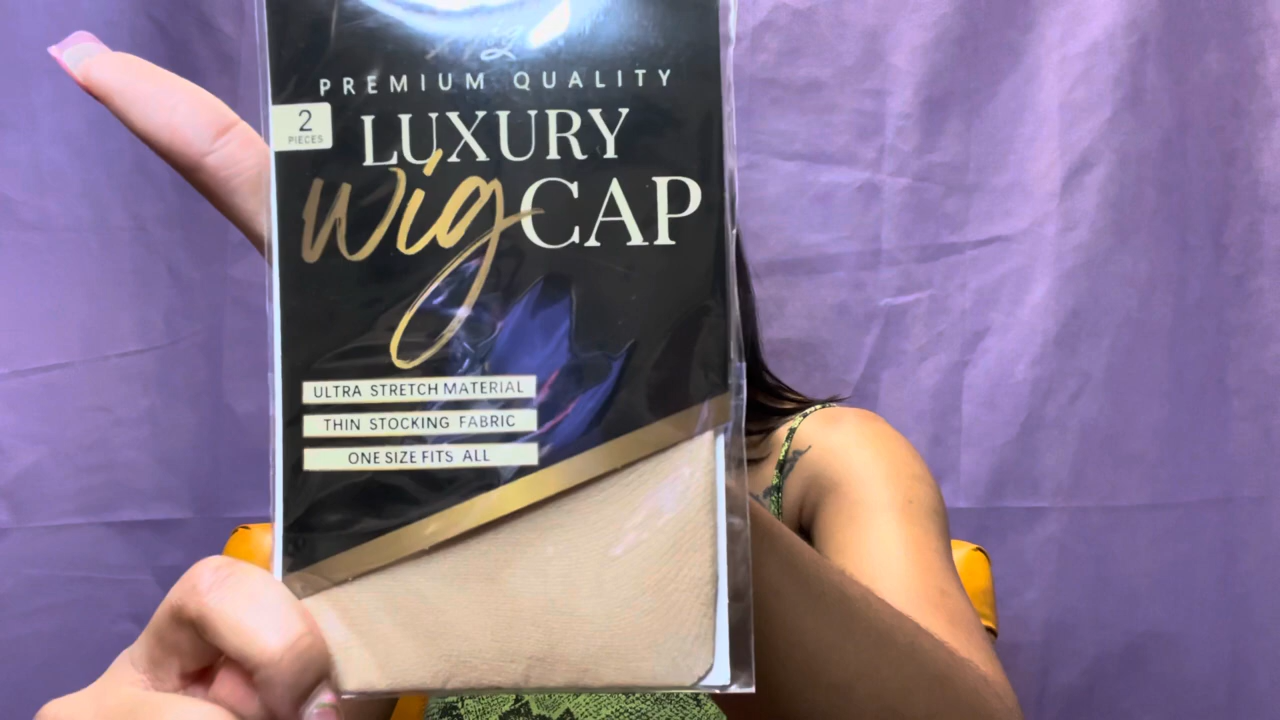 PREMIUM QUALITY
2
PIECES
LUXURY
wig CAP
ULTRA STRETCH MATERIAL
THIN STOCKING FABRIC
ONE SIZE FITS ALL